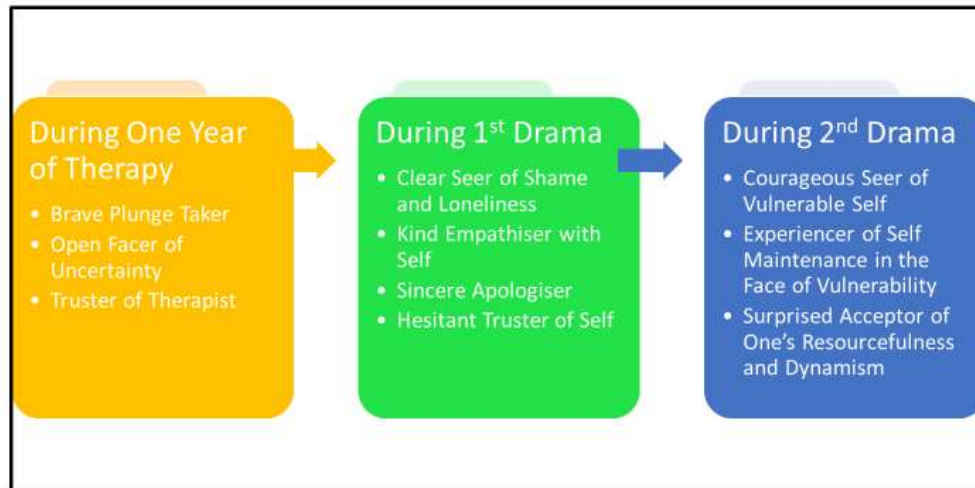 During One Year
of Therapy
• Brave Plunge Taker
• Open Facer of
Uncertainty
• Truster of Therapist
During 1st Drama
• Clear Seer of Shame
and Loneliness
• Kind Empathiser with
Self
• Sincere Apologiser
• Hesitant Truster of Self
During 2nd Drama
• Courageous Seer of
Vulnerable Self
• Experiencer of Self
Maintenance in the
Face of Vulnerability
• Surprised Acceptor of
One's Resourcefulness
and Dynamism